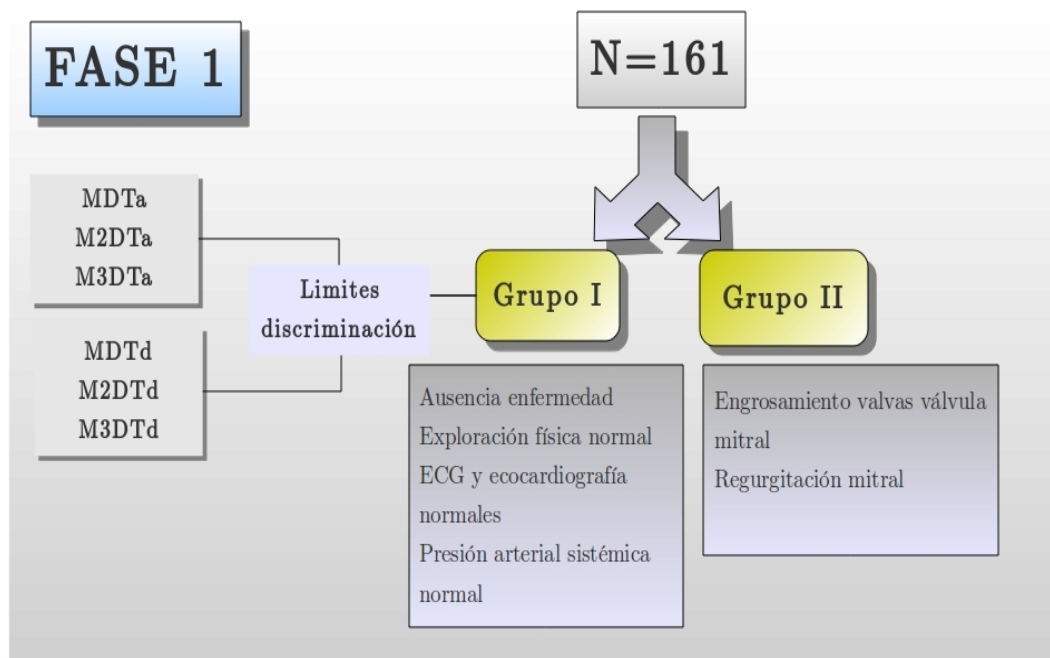 FASE 1
N=161
MDTa
M2DTa
M3DTa
MDTd
M2DTd
M3DTd
Limites
discriminación
Grupo I
Grupo II
Ausencia enfermedad
Exploración física normal
ECG y ecocardiografía
normales
Presión arterial sistémica
normal
Engrosamiento valvas válvula
mitral
Regurgitación mitral